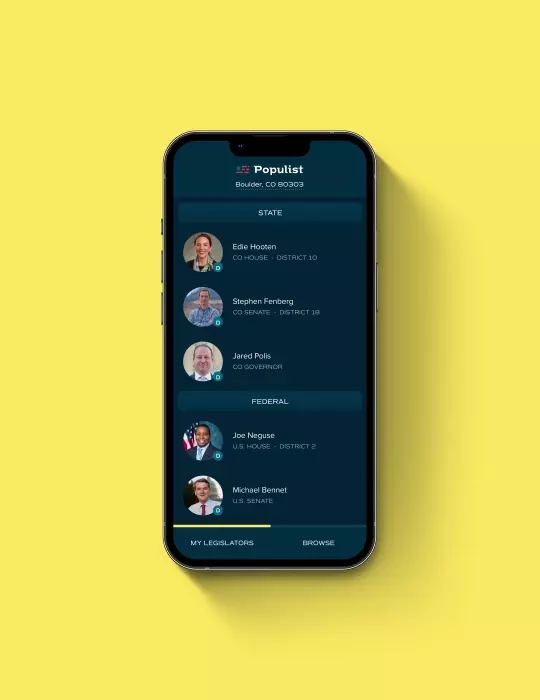 Populist
Boulder, CO 80303
STATE
Edie Hooten
CO HOUSE - DISTRICT 10
D
Stephen Fenberg
CO SENATE - DISTRICT 18
D
Jared Polis
CO GOVERNOR
D
FEDERAL
Joe Neguse
U.S. HOUSE - DISTRICT 2
D
Michael Bennet
U.S. SENATE
D
MY LEGISLATORS
BROWSE